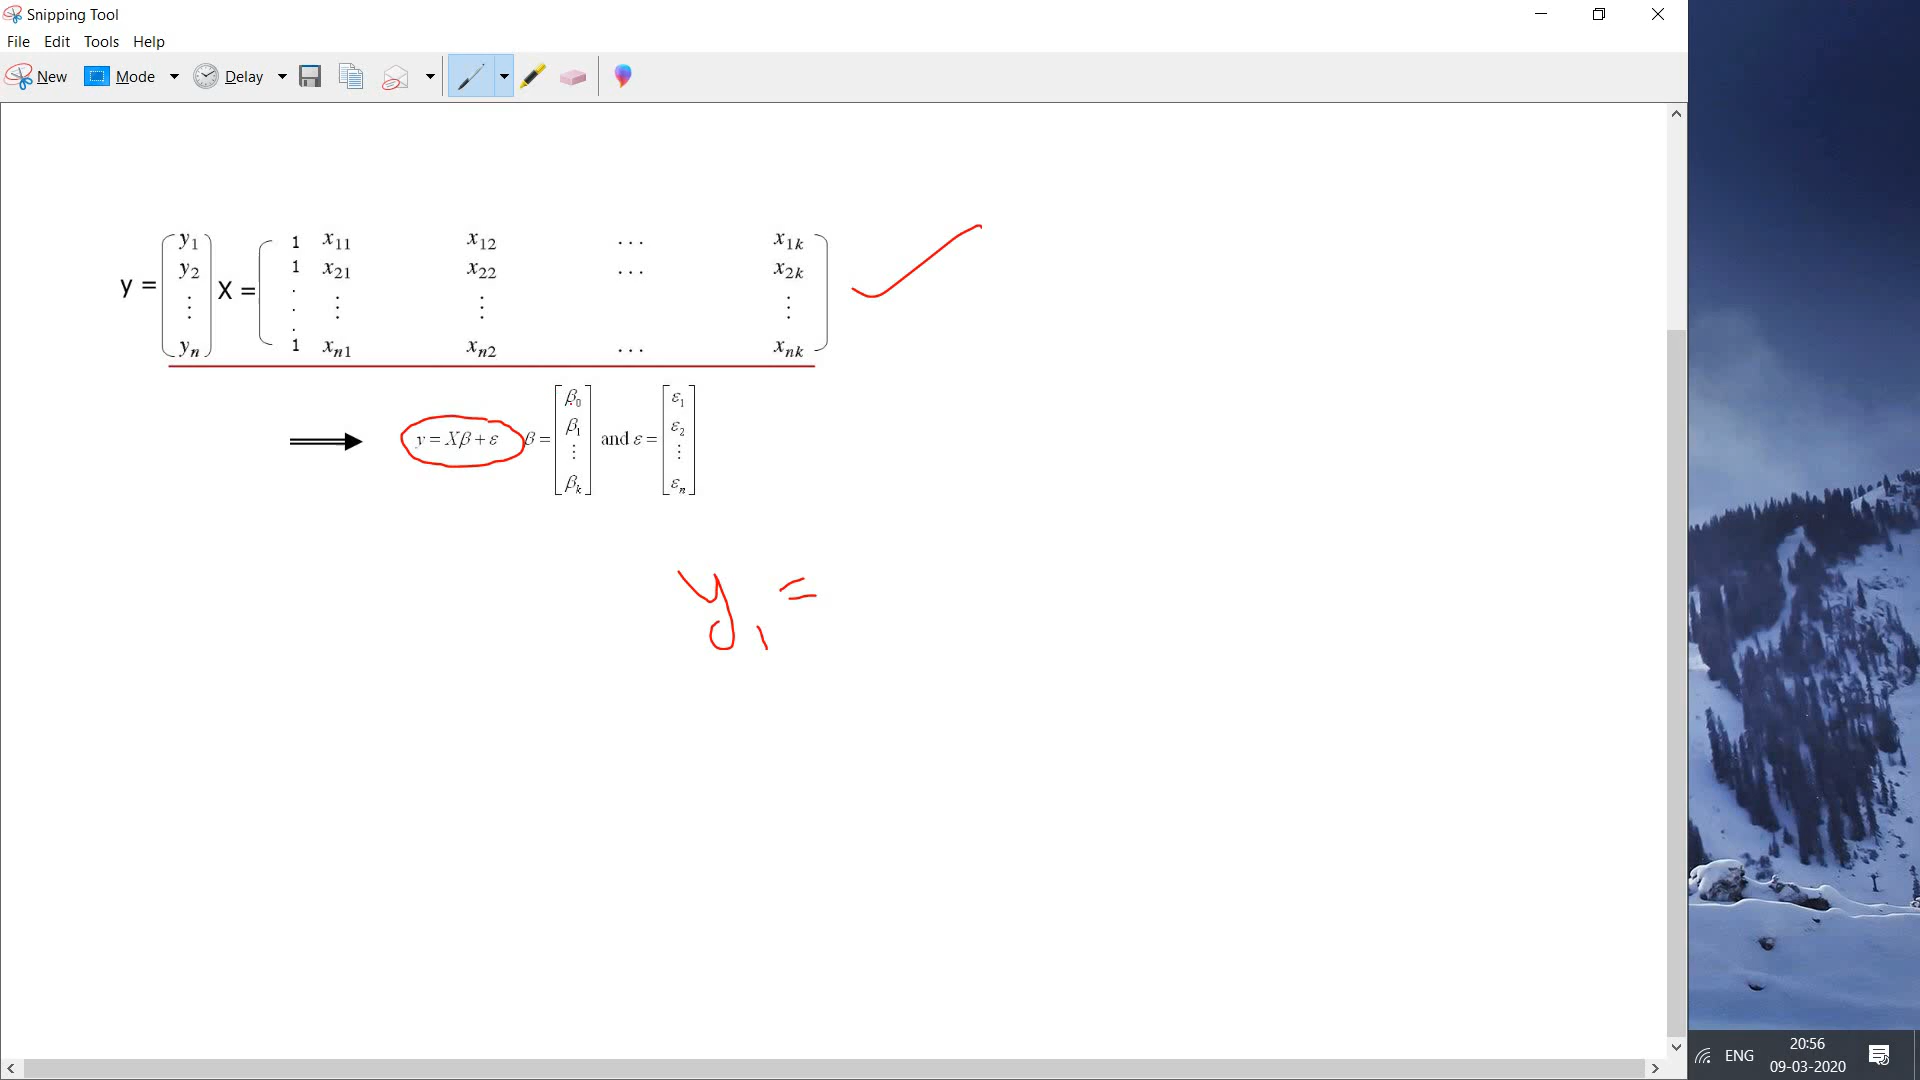 Snipping Tool
File Edit Tools Help
New Mode Delay
y = [y₁ y₂ ⋮ yₙ] X = [1 x₁₁ x₁₂ ... x₁ₖ
1 x₂₁ x₂₂ ... x₂ₖ
. ⋮ ⋮ ⋮
1 xₙ₁ xₙ₂ ... xₙₖ]
⟹ y = Xβ + ε β = [β₀ β₁ ⋮ βₖ] and ε = [ε₁ ε₂ ⋮ εₙ]
y₁ =
ENG
20:56
09-03-2020